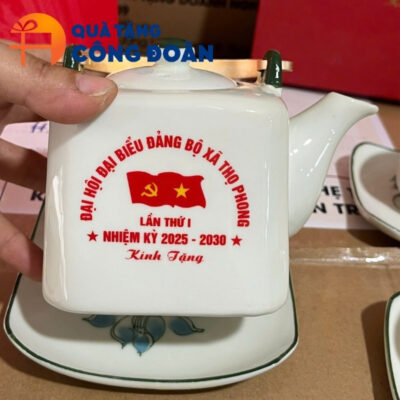 QUÀ TẶNG
CÔNG ĐOÀN
ĐẠI HỘI ĐẠI BIỂU ĐẢNG BỘ XÃ THỌ PHONG
LẦN THỨ I
★ NHIỆM KỲ 2025 - 2030 ★
Kính Tặng